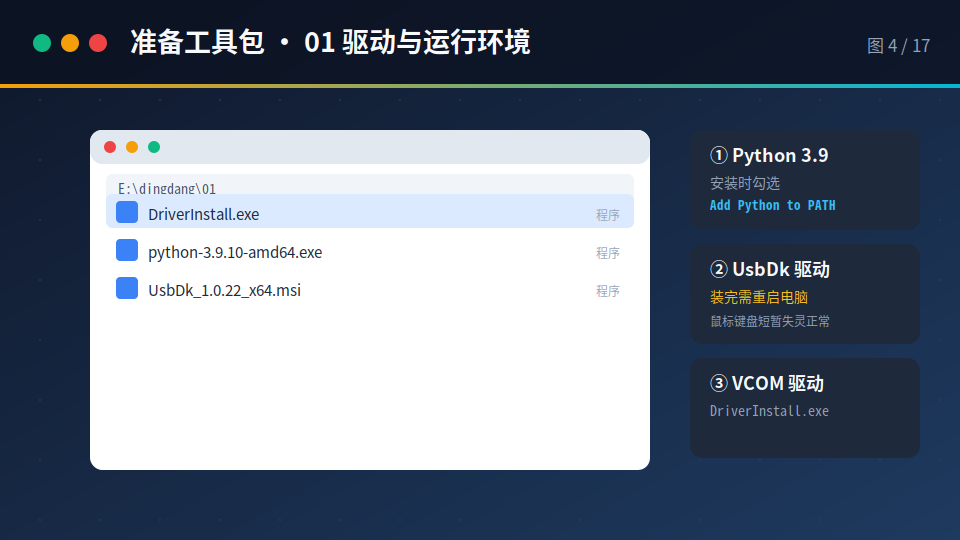 准备工具包 · 01 驱动与运行环境
图 4 / 17
E:\dingdang\01
DriverInstall.exe 程序
python-3.9.10-amd64.exe 程序
UsbDk_1.0.22_x64.msi 程序
① Python 3.9
安装时勾选
Add Python to PATH
② UsbDk 驱动
装完需重启电脑
鼠标键盘短暂失灵正常
③ VCOM 驱动
DriverInstall.exe